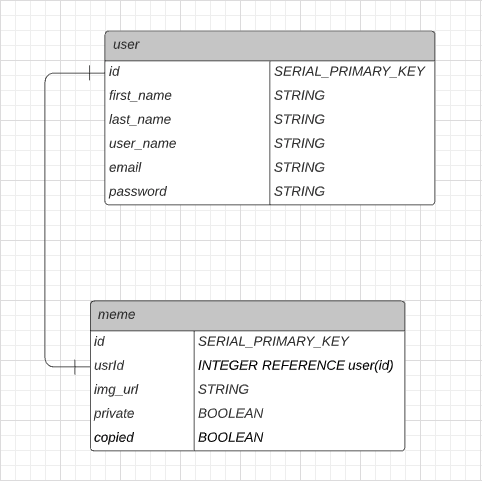 user
id SERIAL_PRIMARY_KEY
first_name STRING
last_name STRING
user_name STRING
email STRING
password STRING
meme
id SERIAL_PRIMARY_KEY
usrId INTEGER REFERENCE user(id)
img_url STRING
private BOOLEAN
copied BOOLEAN